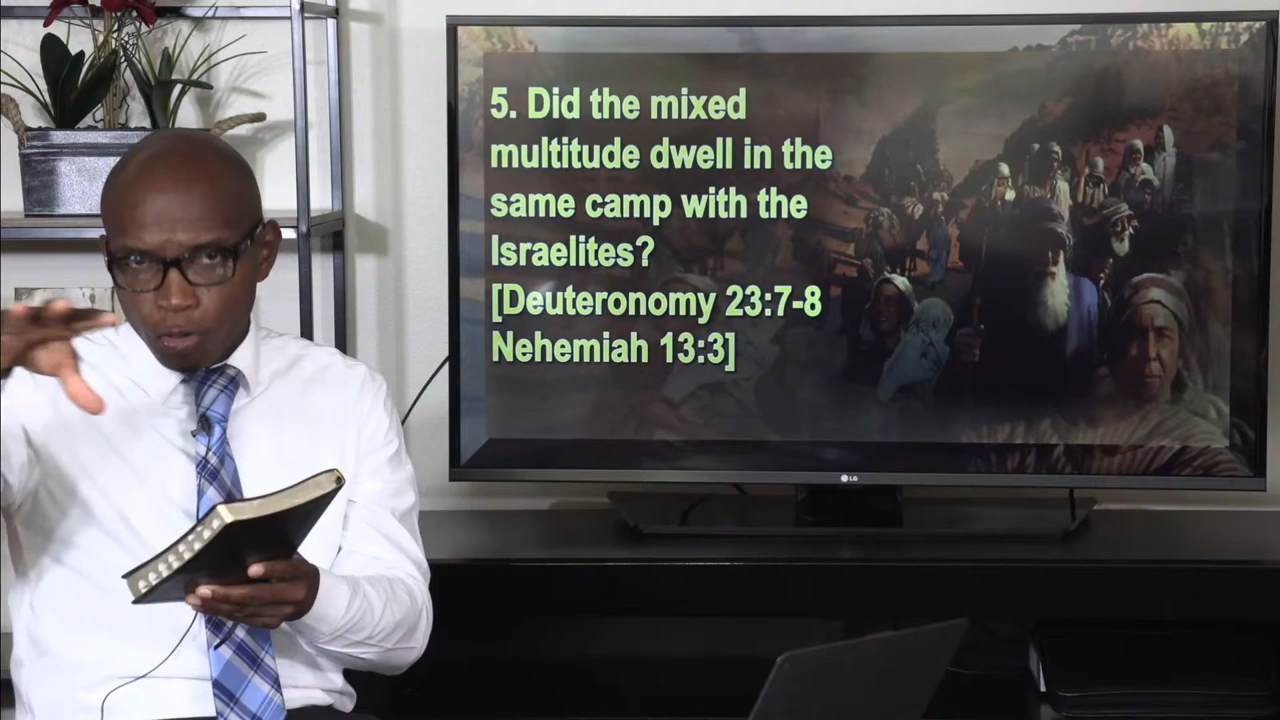 5. Did the mixed
multitude dwell in the
same camp with the
Israelites?
[Deuteronomy 23:7-8
Nehemiah 13:3]
LG